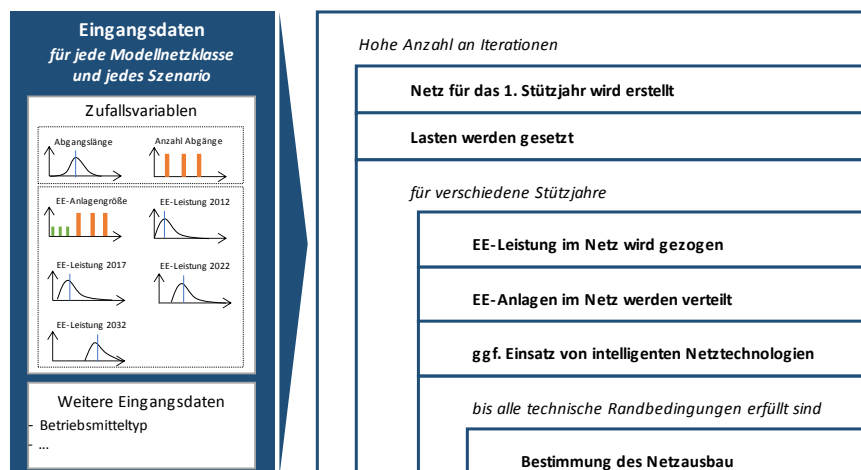 Eingangsdaten
für jede Modellnetzklasse
und jedes Szenario
Zufallsvariablen
Abgangslänge
Anzahl Abgänge
EE-Anlagengröße
EE-Leistung 2012
EE-Leistung 2017
EE-Leistung 2022
EE-Leistung 2032
Weitere Eingangsdaten
- Betriebsmitteltyp
- ...
Hohe Anzahl an Iterationen
Netz für das 1. Stützjahr wird erstellt
Lasten werden gesetzt
für verschiedene Stützjahre
EE-Leistung im Netz wird gezogen
EE-Anlagen im Netz werden verteilt
ggf. Einsatz von intelligenten Netztechnologien
bis alle technische Randbedingungen erfüllt sind
Bestimmung des Netzausbau